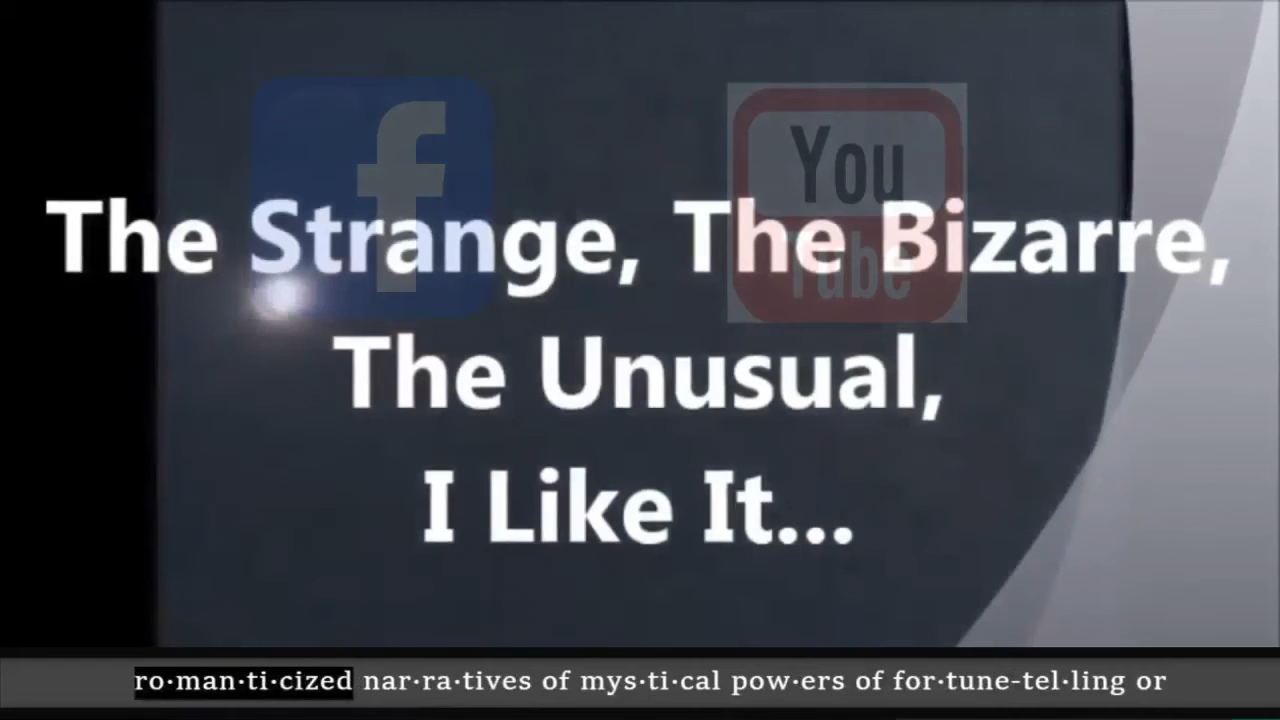 f
You
Tube
The Strange, The Bizarre,
The Unusual,
I Like It...
ro·man·ti·cized nar·ra·tives of mys·ti·cal pow·ers of for·tune-tel·ling or